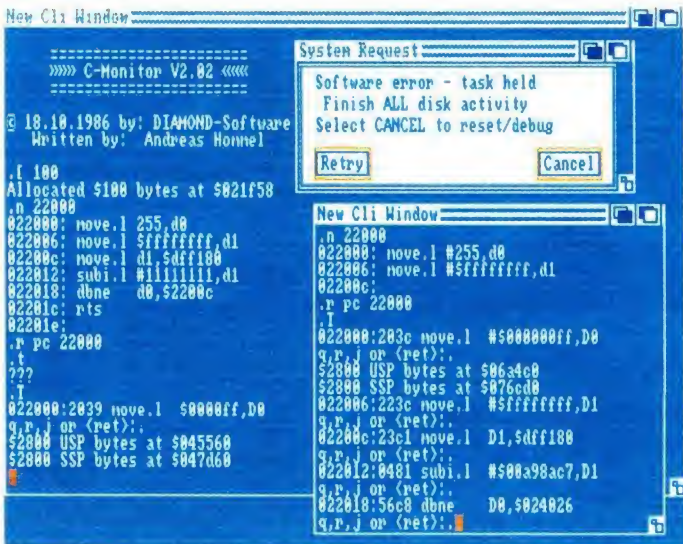 New Cli Window
========================
»»» C-Monitor V2.02 «««
========================
© 18.10.1986 by: DIAMOND-Software
Written by: Andreas Hommel
.[ 100
Allocated $100 bytes at $021f58
.n 22000
022000: move.l 255,d0
022006: move.l $ffffffff,d1
02200c: move.l d1,$dff180
022012: subi.l #11111111,d1
022018: dbne d0,$2200c
02201c: rts
02201e:
.r pc 22000
.t
???
.T
022000:2039 move.l $0000ff,D0
q,r,j or <ret>:.
$2800 USP bytes at $045560
$2800 SSP bytes at $047d60
System Request
Software error - task held
Finish ALL disk activity
Select CANCEL to reset/debug
Retry
Cancel
New Cli Window
.n 22000
022000: move.l #255,d0
022006: move.l #$ffffffff,d1
02200c:
.r pc 22000
.T
022000:203c move.l #$000000ff,D0
q,r,j or <ret>:.
$2800 USP bytes at $06a4c0
$2800 SSP bytes at $076cd0
022006:223c move.l #$ffffffff,D1
q,r,j or <ret>:.
02200c:23c1 move.l D1,$dff180
q,r,j or <ret>:.
022012:0481 subi.l #$00a98ac7,D1
q,r,j or <ret>:.
022018:56c8 dbne D0,$024026
q,r,j or <ret>:.